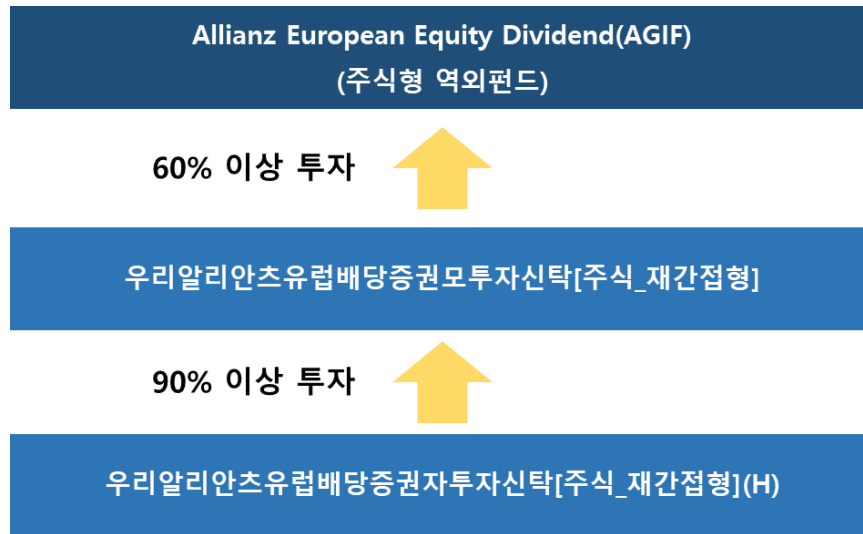 Allianz European Equity Dividend(AGIF)
(주식형 역외펀드)
60% 이상 투자
우리알리안츠유럽배당증권모투자신탁[주식_재간접형]
90% 이상 투자
우리알리안츠유럽배당증권자투자신탁[주식_재간접형](H)